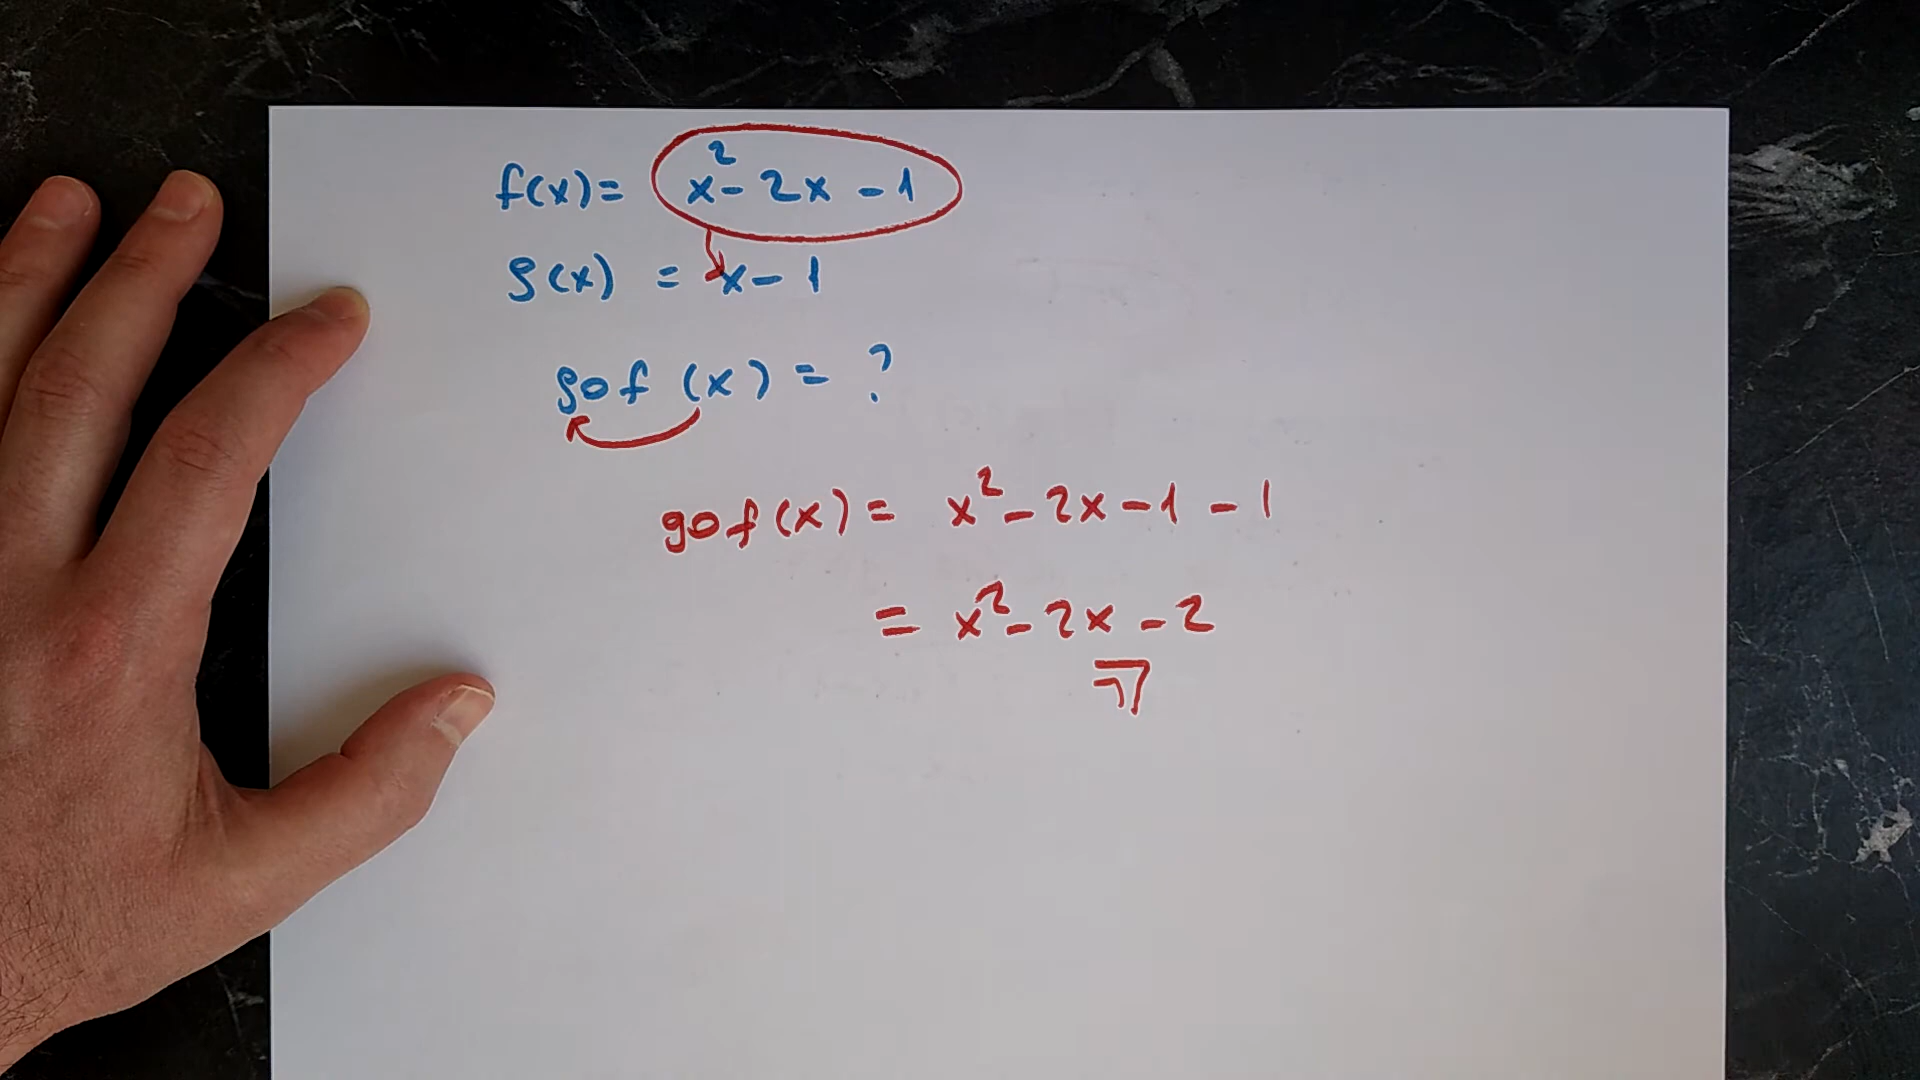 f(x)= x²-2x-1
g(x) = x-1
gof (x) = ?
gof(x)= x²-2x-1-1
= x²-2x-2